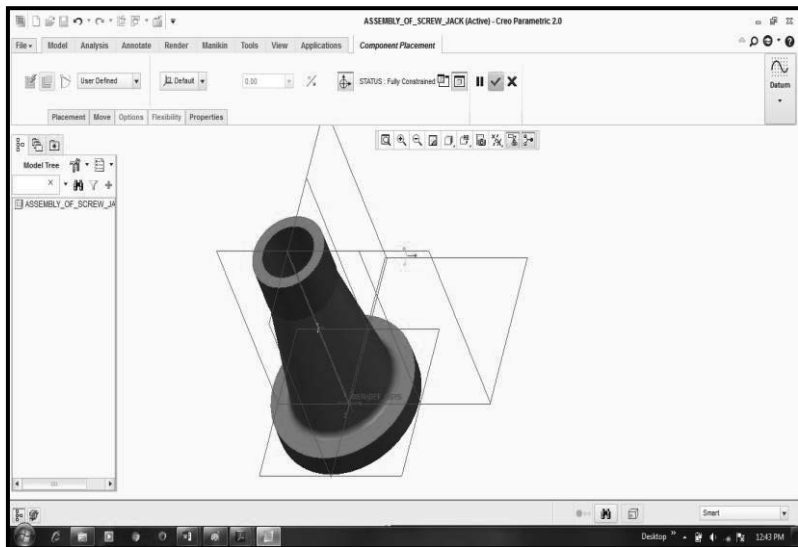 ASSEMBLY_OF_SCREW_JACK (Active) - Creo Parametric 2.0
File Model Analysis Annotate Render Manikin Tools View Applications Component Placement
User Defined Default 0.00 STATUS : Fully Constrained
Datum
Placement Move Options Flexibility Properties
Model Tree
ASSEMBLY_OF_SCREW_JA
Smart
Desktop 12:43 PM